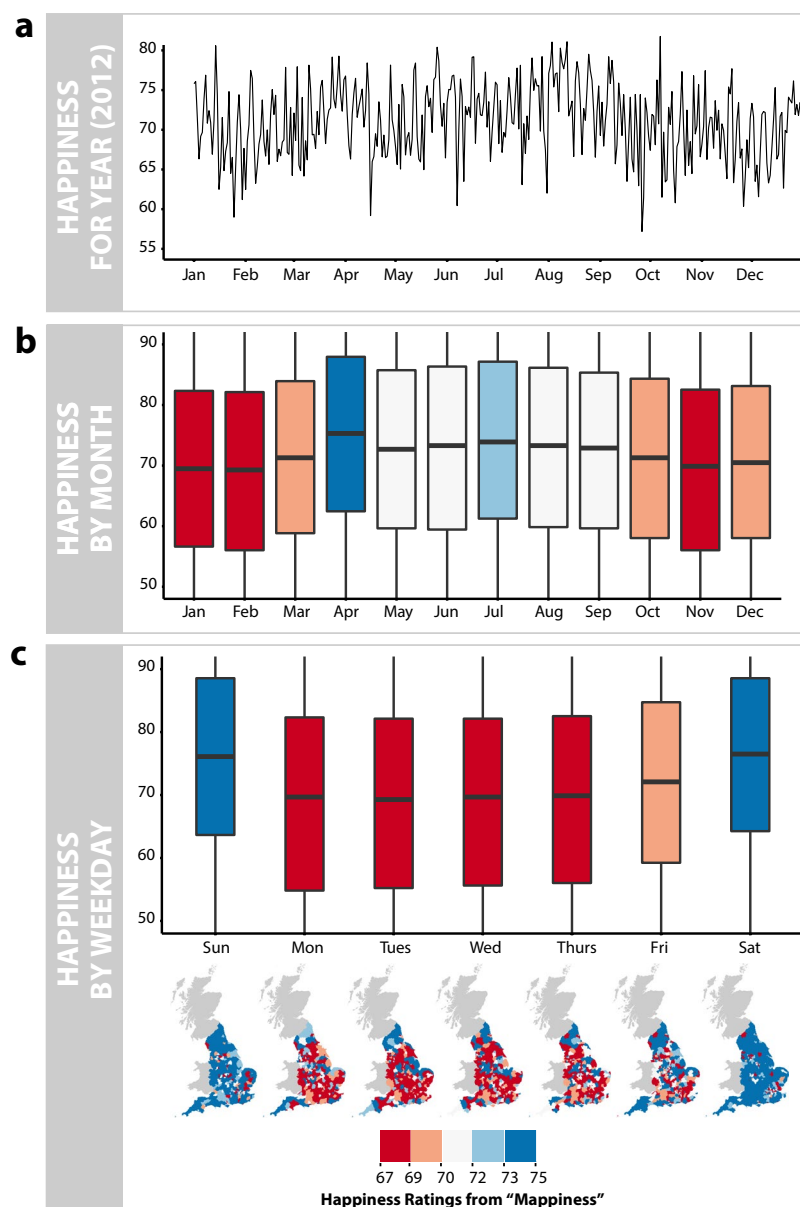 a
HAPPINESS
FOR YEAR (2012)
80
75
70
65
60
55
Jan Feb Mar Apr May Jun Jul Aug Sep Oct Nov Dec
b
HAPPINESS
BY MONTH
90
80
70
60
50
Jan Feb Mar Apr May Jun Jul Aug Sep Oct Nov Dec
c
HAPPINESS
BY WEEKDAY
90
80
70
60
50
Sun Mon Tues Wed Thurs Fri Sat
67 69 70 72 73 75
Happiness Ratings from “Mappiness”